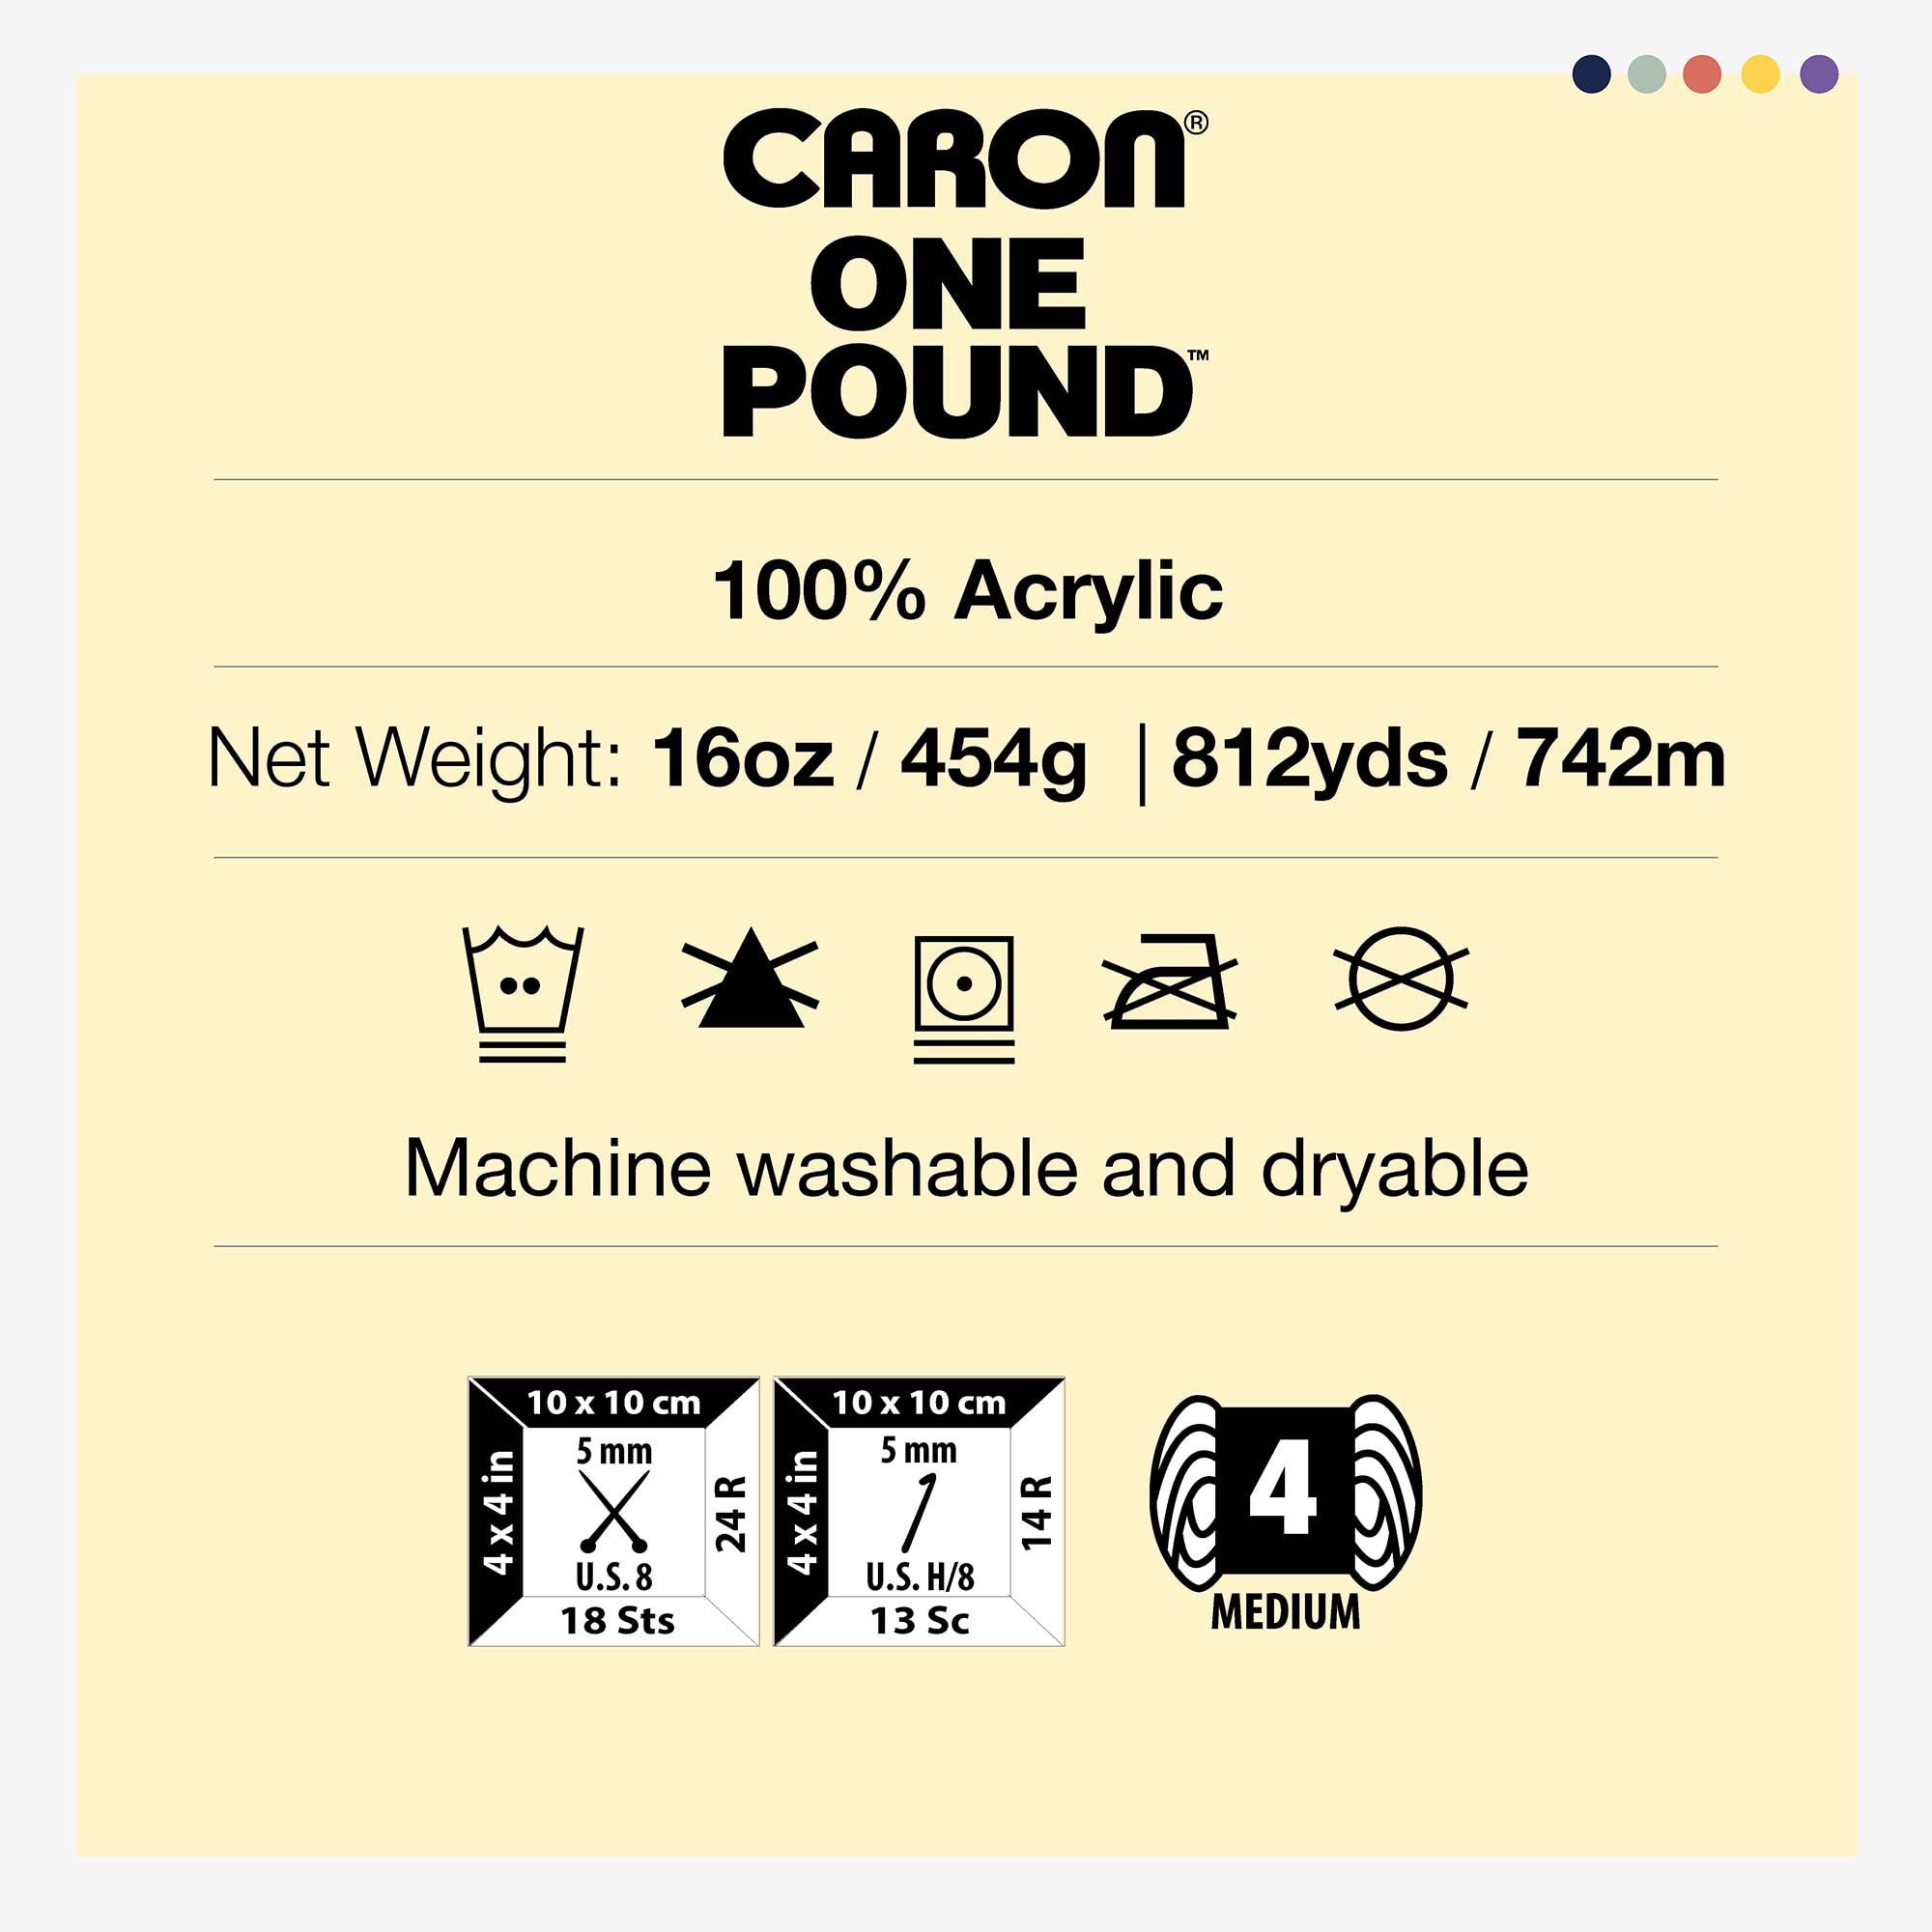 CARON®
ONE
POUND™
100% Acrylic
Net Weight: 16oz / 454g | 812yds / 742m
Machine washable and dryable
10 x 10 cm
4 x 4 in
5 mm
U.S. 8
24 R
18 Sts
10 x 10 cm
4 x 4 in
5 mm
U.S. H/8
14 R
13 Sc
4
MEDIUM